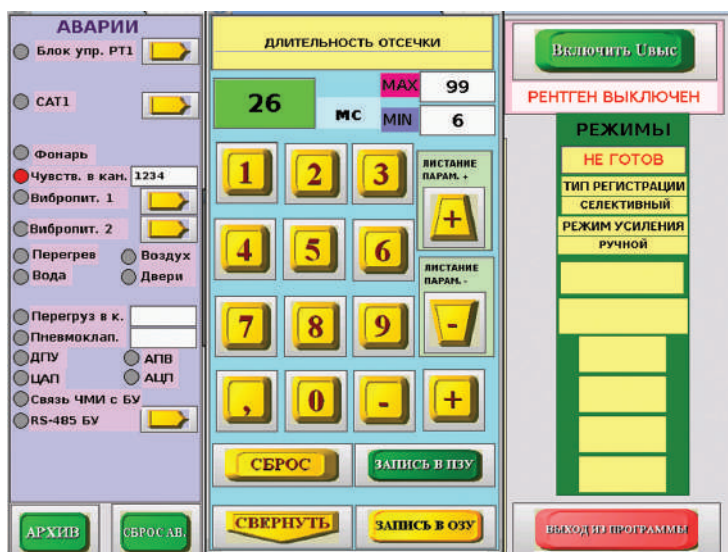 АВАРИИ
Блок упр. РТ1
САТ1
Фонарь
Чувств. в кан. 1234
Вибропит. 1
Вибропит. 2
Перегрев Воздух
Вода Двери
Перегруз в к.
Пневмоклап.
ДПУ АПВ
ЦАП АЦП
Связь ЧМИ с БУ
RS-485 БУ
АРХИВ СБРОС АВ.
ДЛИТЕЛЬНОСТЬ ОТСЕЧКИ
26 мс
MAX 99
MIN 6
1 2 3
ЛИСТАНИЕ
ПАРАМ. +
+
4 5 6
ЛИСТАНИЕ
ПАРАМ. -
-
7 8 9
, 0 - +
СБРОС ЗАПИСЬ В ПЗУ
СВЕРНУТЬ ЗАПИСЬ В ОЗУ
Включить Uвыс
РЕНТГЕН ВЫКЛЮЧЕН
РЕЖИМЫ
НЕ ГОТОВ
ТИП РЕГИСТРАЦИИ
СЕЛЕКТИВНЫЙ
РЕЖИМ УСИЛЕНИЯ
РУЧНОЙ
ВЫХОД ИЗ ПРОГРАММЫ